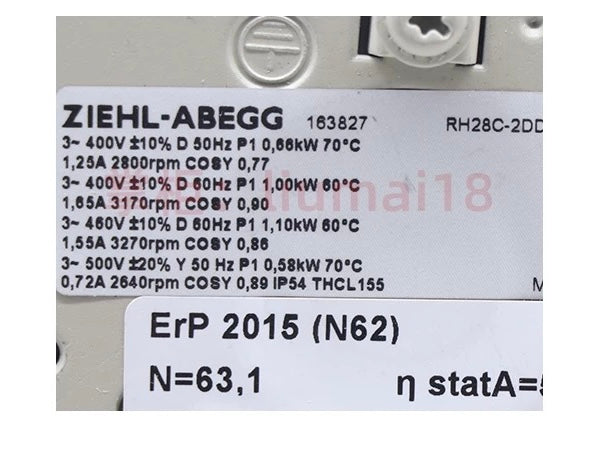 ZIEHL-ABEGG 163827 RH28C-2DD
3~ 400V ±10% D 50Hz P1 0,66kW 70°C
1,25A 2800rpm COSY 0,77
3~ 400V ±10% D 60Hz P1 1,00kW 60°C
1,65A 3170rpm COSY 0,90
3~ 460V ±10% D 60Hz P1 1,10kW 60°C
1,55A 3270rpm COSY 0,86
3~ 500V ±20% Y 50 Hz P1 0,58kW 70°C
0,72A 2640rpm COSY 0,89 IP54 THCL155 M
ErP 2015 (N62)
N=63,1 η statA=5
liumai18